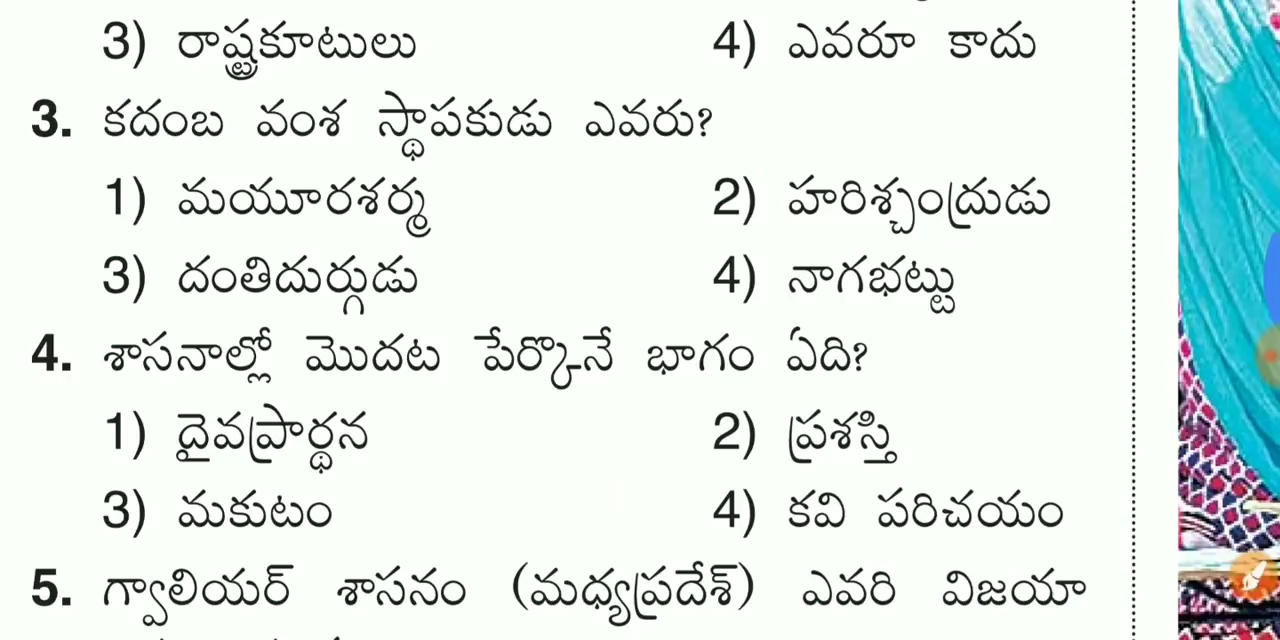 3) రాష్ట్రకూటులు 4) ఎవరూ కాదు
3. కదంబ వంశ స్థాపకుడు ఎవరు?
1) మయూరశర్మ 2) హరిశ్చంద్రుడు
3) దంతిదుర్గుడు 4) నాగభట్టు
4. శాసనాల్లో మొదట పేర్కొనే భాగం ఏది?
1) దైవప్రార్థన 2) ప్రశస్తి
3) మకుటం 4) కవి పరిచయం
5. గ్వాలియర్ శాసనం (మధ్యప్రదేశ్) ఎవరి విజయా